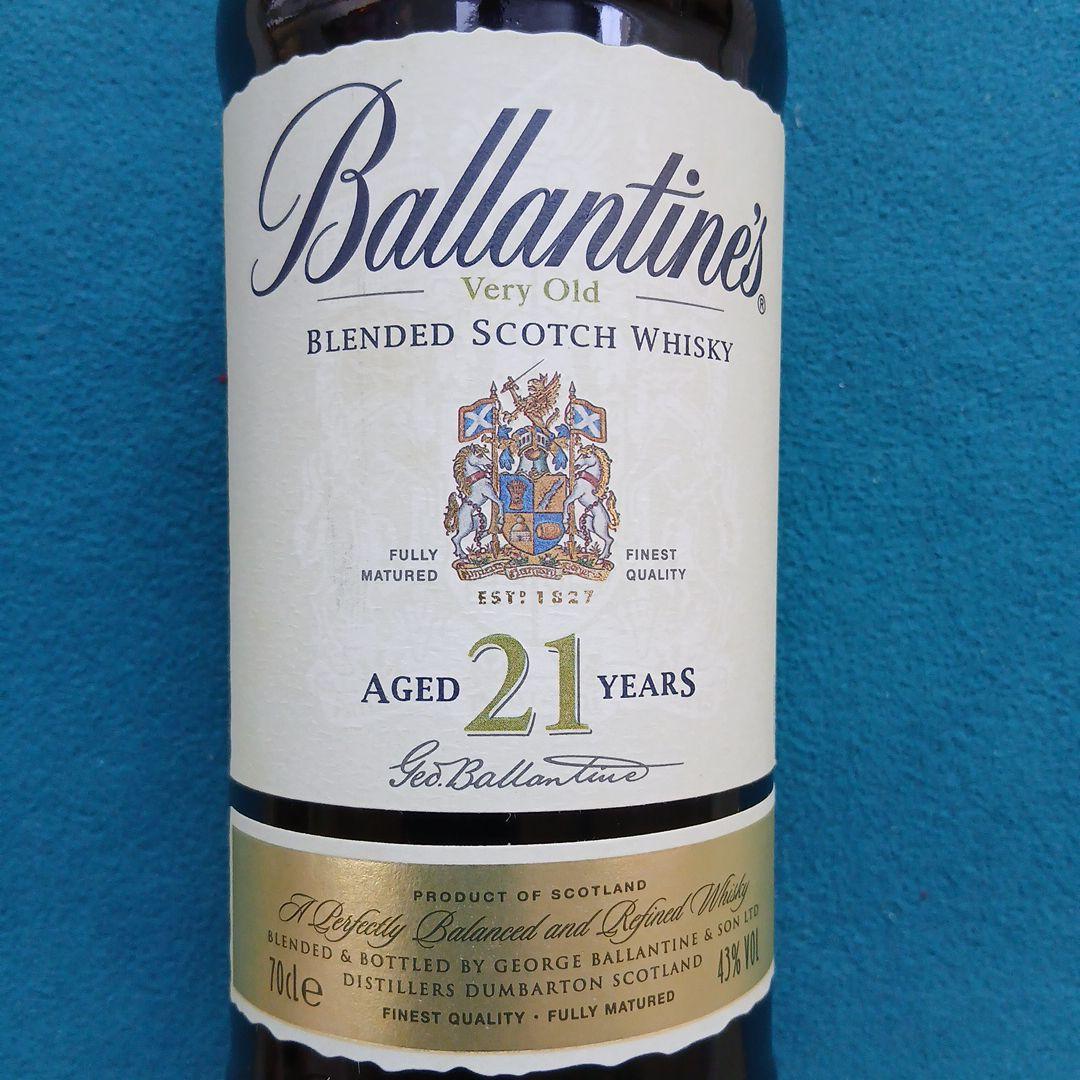 Ballantine's®
Very Old
BLENDED SCOTCH WHISKY
FULLY MATURED
FINEST QUALITY
ESTD 1827
AGED 21 YEARS
Geo. Ballantine
PRODUCT OF SCOTLAND
A Perfectly Balanced and Refined Whisky
BLENDED & BOTTLED BY GEORGE BALLANTINE & SON LTD
DISTILLERS DUMBARTON SCOTLAND
70cl e
43% VOL
FINEST QUALITY · FULLY MATURED